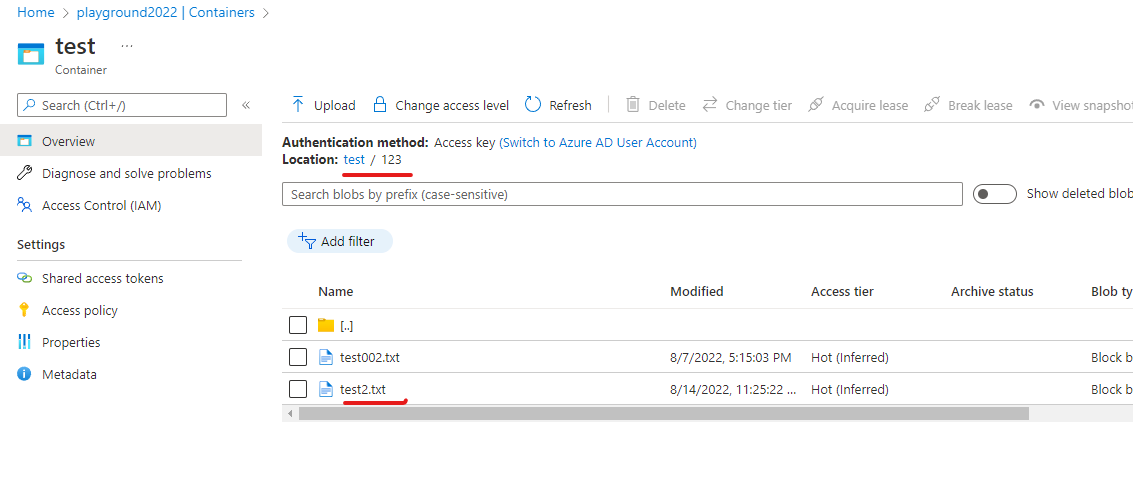 Home > playground2022 | Containers >
test ...
Container
Search (Ctrl+/) «
Upload Change access level Refresh Delete Change tier Acquire lease Break lease View snapshot
Overview
Diagnose and solve problems
Access Control (IAM)
Settings
Shared access tokens
Access policy
Properties
Metadata
Authentication method: Access key (Switch to Azure AD User Account)
Location: test / 123
Search blobs by prefix (case-sensitive) Show deleted blob
Add filter
Name Modified Access tier Archive status Blob ty
[..]
test002.txt 8/7/2022, 5:15:03 PM Hot (Inferred) Block b
test2.txt 8/14/2022, 11:25:22 ... Hot (Inferred) Block b